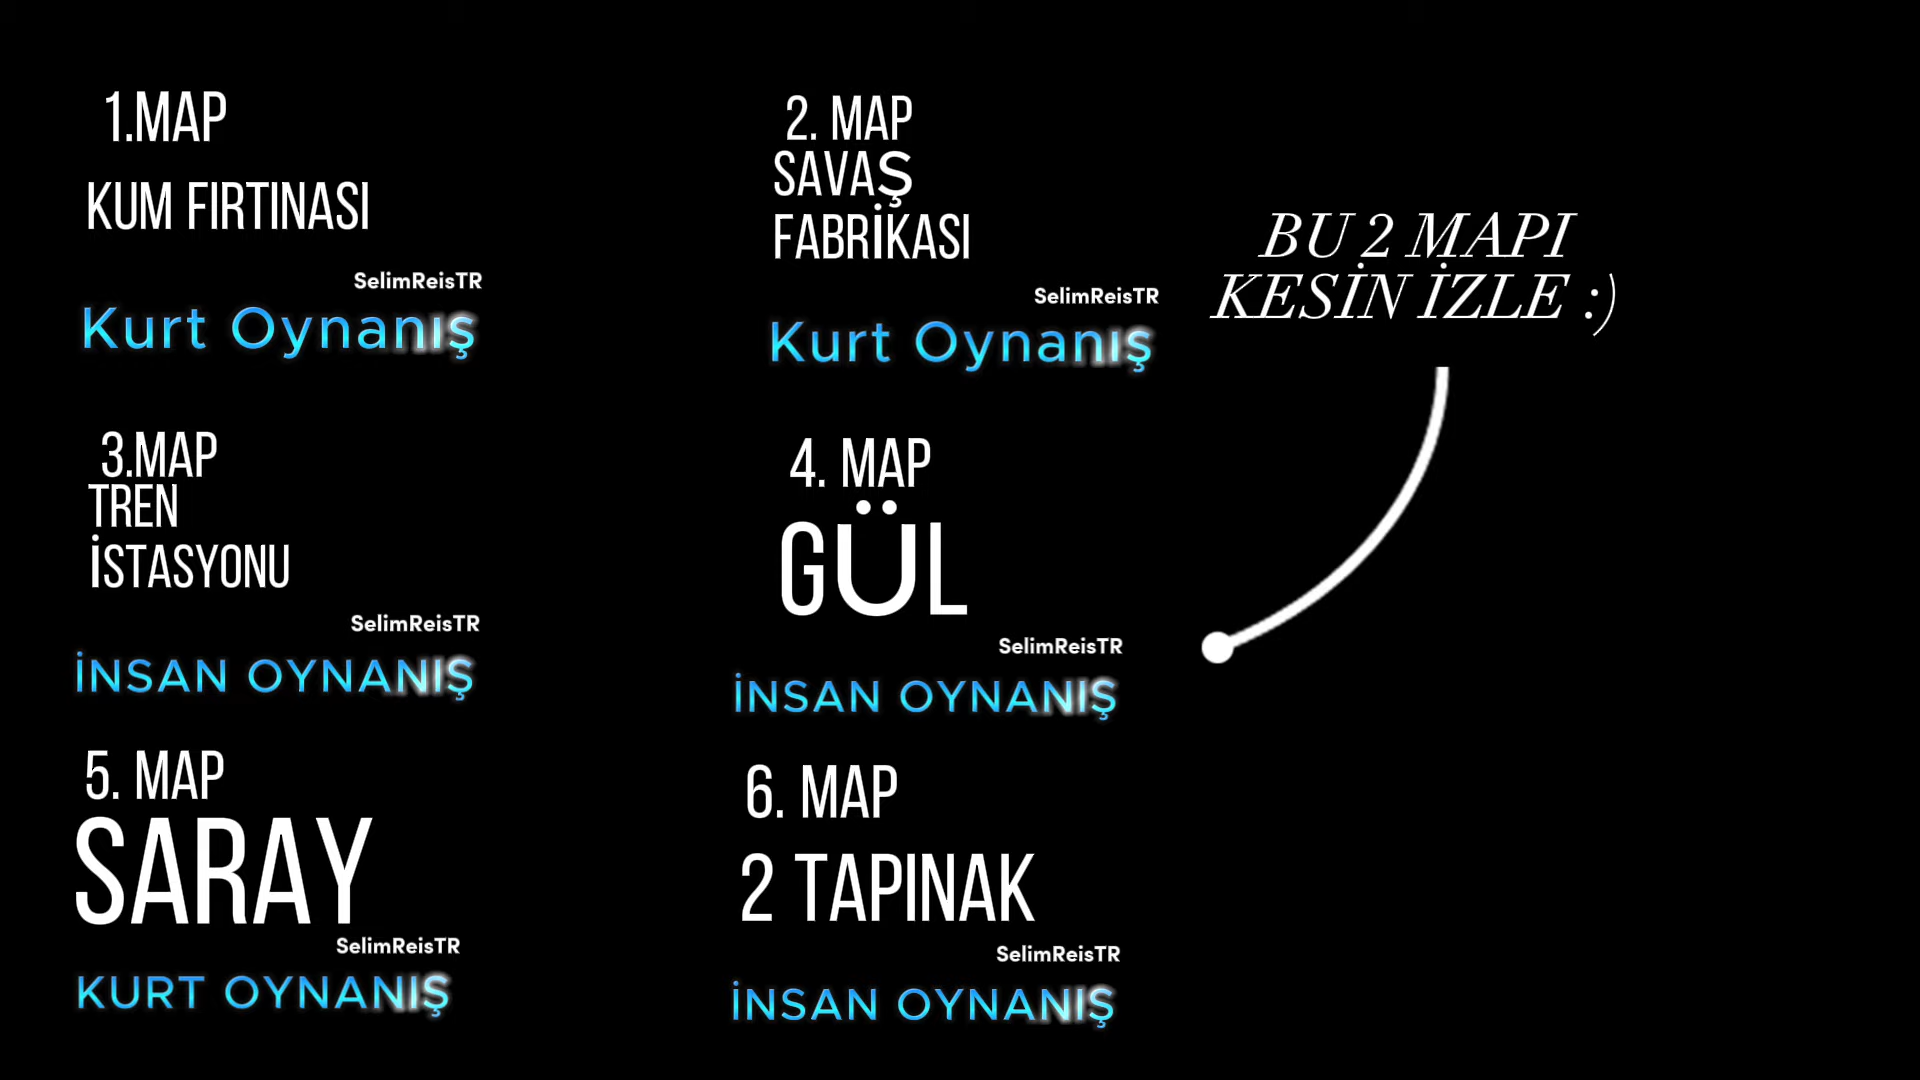 1.MAP
KUM FIRTINASI
SelimReisTR
Kurt Oynanış
2. MAP
SAVAŞ
FABRİKASI
SelimReisTR
Kurt Oynanış
BU 2 MAPI
KESİN İZLE :)
3.MAP
TREN
İSTASYONU
SelimReisTR
İNSAN OYNANIŞ
4. MAP
GÜL
SelimReisTR
İNSAN OYNANIŞ
5. MAP
SARAY
SelimReisTR
KURT OYNANIŞ
6. MAP
2 TAPINAK
SelimReisTR
İNSAN OYNANIŞ